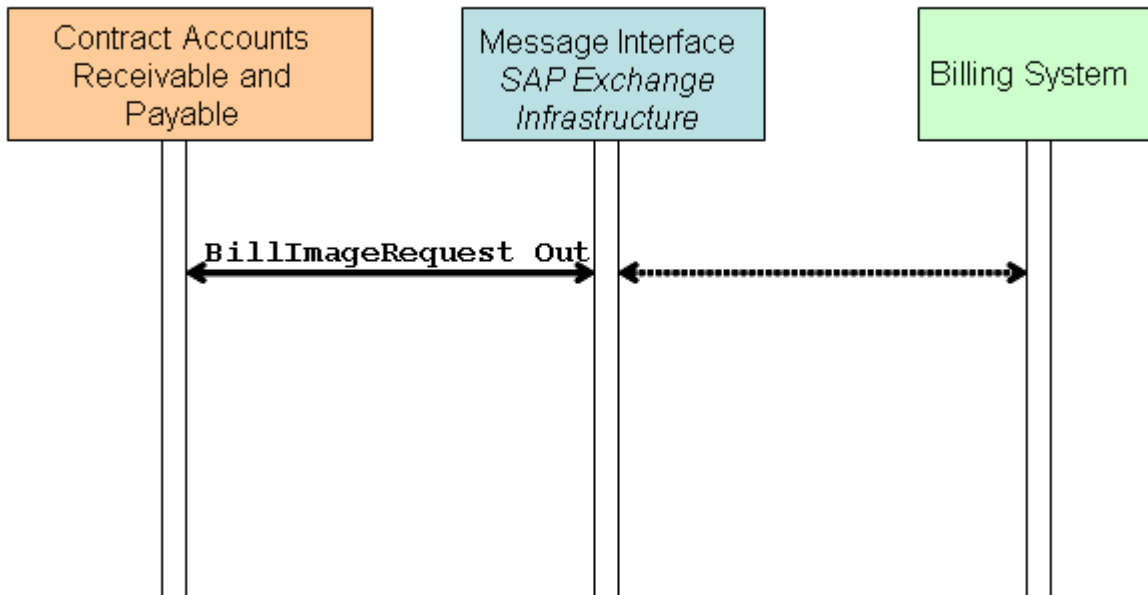 Contract Accounts
Receivable and
Payable
Message Interface
SAP Exchange
Infrastructure
Billing System
BillImageRequest Out